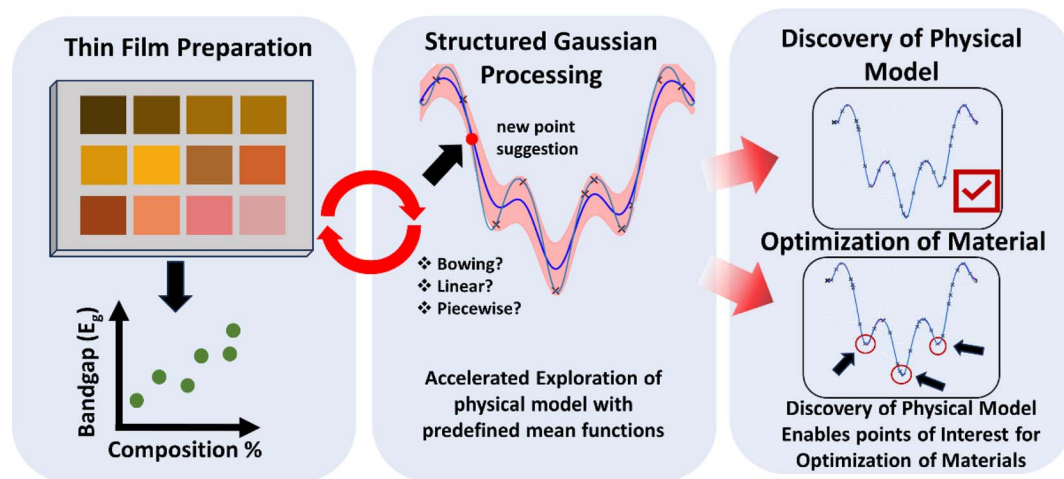 Thin Film Preparation
Bandgap (Eg)
Composition %
Structured Gaussian
Processing
new point
suggestion
❖ Bowing?
❖ Linear?
❖ Piecewise?
Accelerated Exploration of
physical model with
predefined mean functions
Discovery of Physical
Model
Optimization of Material
Discovery of Physical Model
Enables points of Interest for
Optimization of Materials